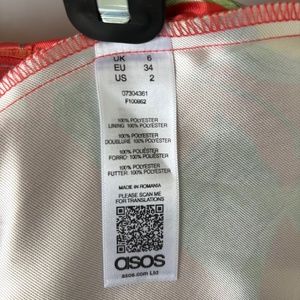 UK 6
EU 34
US 2
07304361
F100862
100% POLYESTER
LINING: 100% POLYESTER
100% POLYESTER
DOUBLURE: 100% POLYESTER
100% POLIÉSTER
FORRO: 100% POLIÉSTER
100% POLYESTER
FUTTER: 100% POLYESTER
MADE IN ROMANIA
PLEASE SCAN ME
FOR TRANSLATIONS
asos
asos.com Ltd